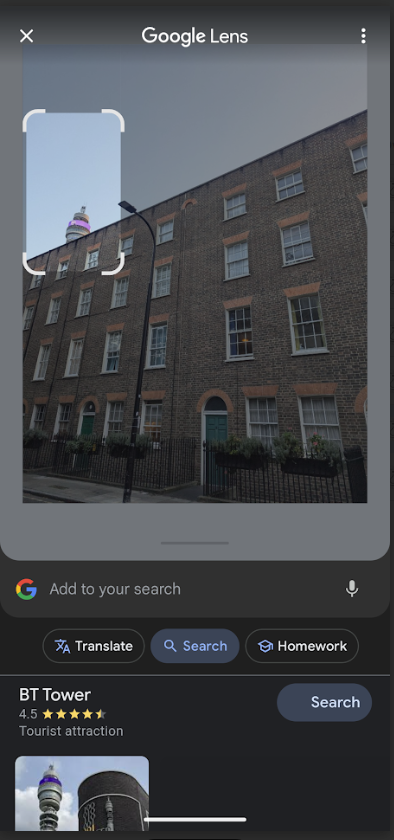 Google Lens
Add to your search
Translate
Search
Homework
BT Tower
Search
4.5
Tourist attraction